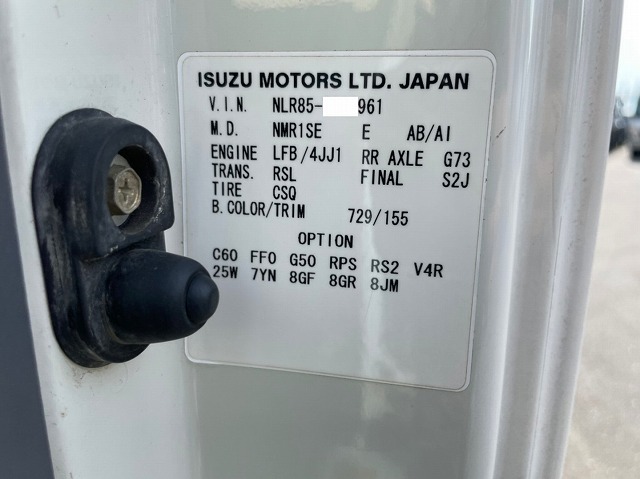 ISUZU MOTORS LTD. JAPAN
V.I.N. NLR85- 961
M.D. NMR1SE E AB/AI
ENGINE LFB/4JJ1 RR AXLE G73
TRANS. RSL FINAL S2J
TIRE CSQ
B.COLOR/TRIM 729/155
OPTION
C60 FF0 G50 RPS RS2 V4R
25W 7YN 8GF 8GR 8JM